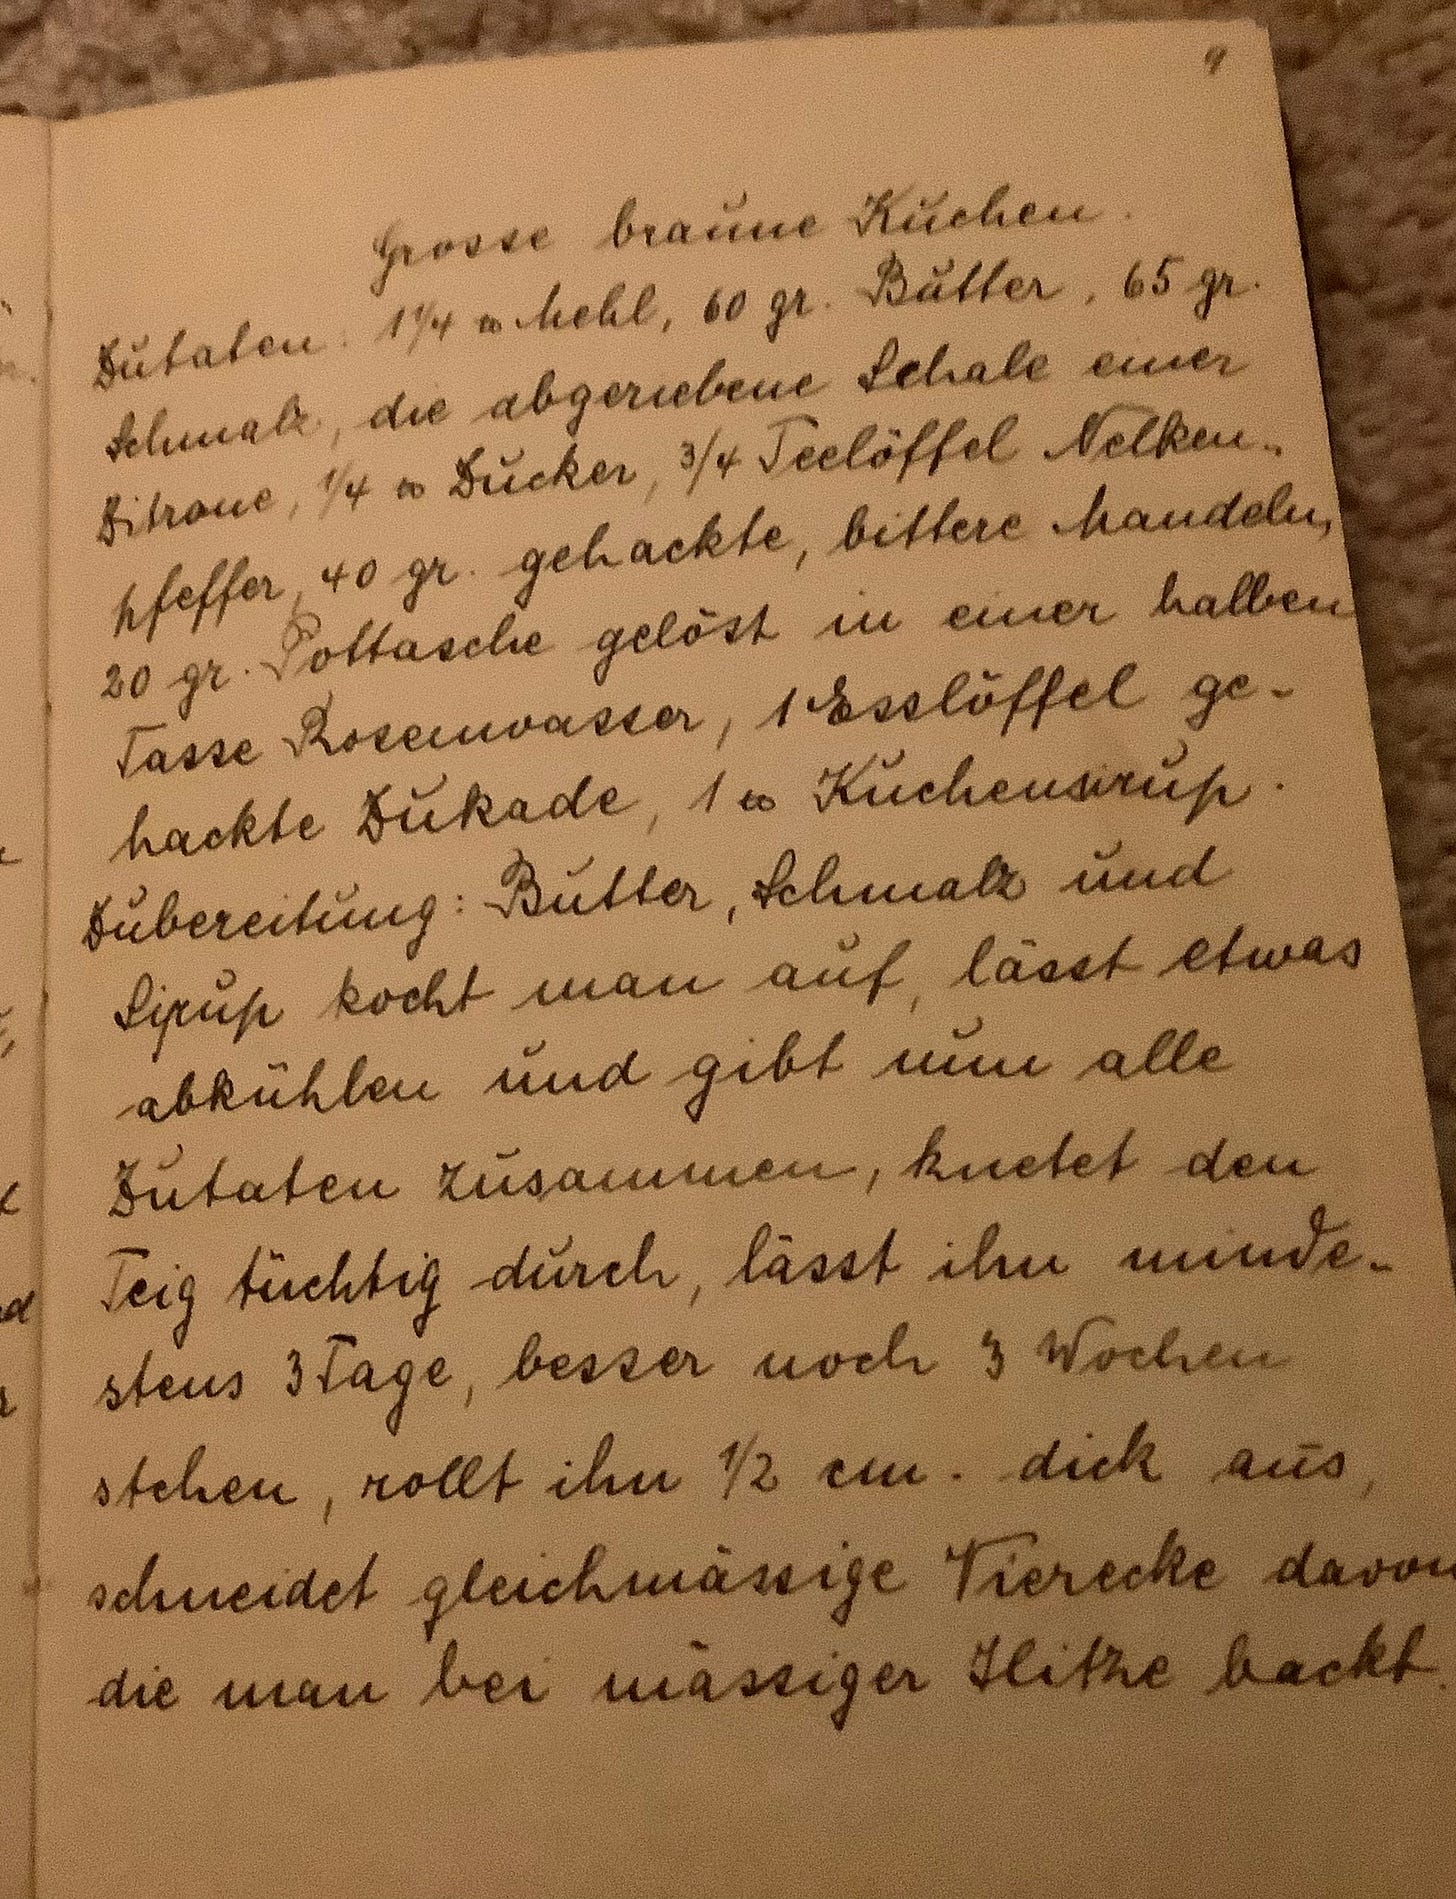 9
Grosse braune Kuchen.
Zutaten: 1 1/4 ℔ Mehl, 60 gr. Butter, 65 gr.
Schmalz, die abgeriebene Schale einer
Zitrone, 1/4 ℔ Zucker, 3/4 Teelöffel Nelken-
pfeffer, 40 gr. gehackte, bittere Mandeln,
20 gr. Pottasche gelöst in einer halben
Tasse Rosenwasser, 1 Esslöffel ge-
hackte Zukade, 1 ℔ Kuchensirup.
Zubereitung: Butter, Schmalz und
Sirup kocht man auf, lässt etwas
abkühlen und gibt nun alle
Zutaten zusammen, knetet den
Teig tüchtig durch, lässt ihn minde-
stens 3 Tage, besser noch 3 Wochen
stehen, rollt ihn 1/2 cm. dick aus,
schneidet gleichmässige Vierecke davon
die man bei mässiger Hitze backt.